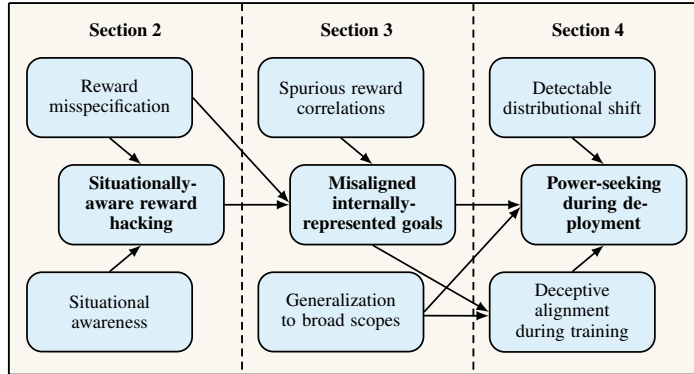 Section 2
Section 3
Section 4
Reward
misspecification
Spurious reward
correlations
Detectable
distributional shift
Situationally-
aware reward
hacking
Misaligned
internally-
represented goals
Power-seeking
during de-
ployment
Situational
awareness
Generalization
to broad scopes
Deceptive
alignment
during training